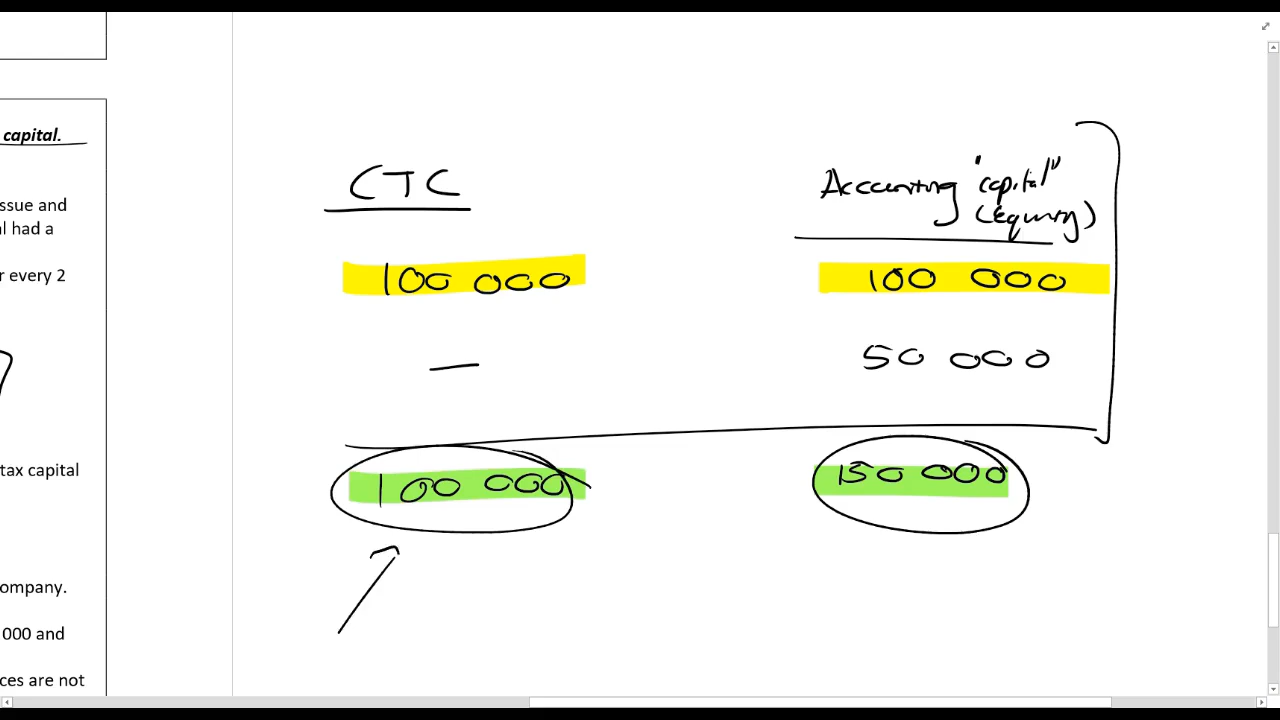 capital.
ssue and
l had a
r every 2
tax capital
ompany.
000 and
ces are not
CTC
Accounting "capital"
(Equity)
100 000
100 000
—
50 000
100 000
150 000